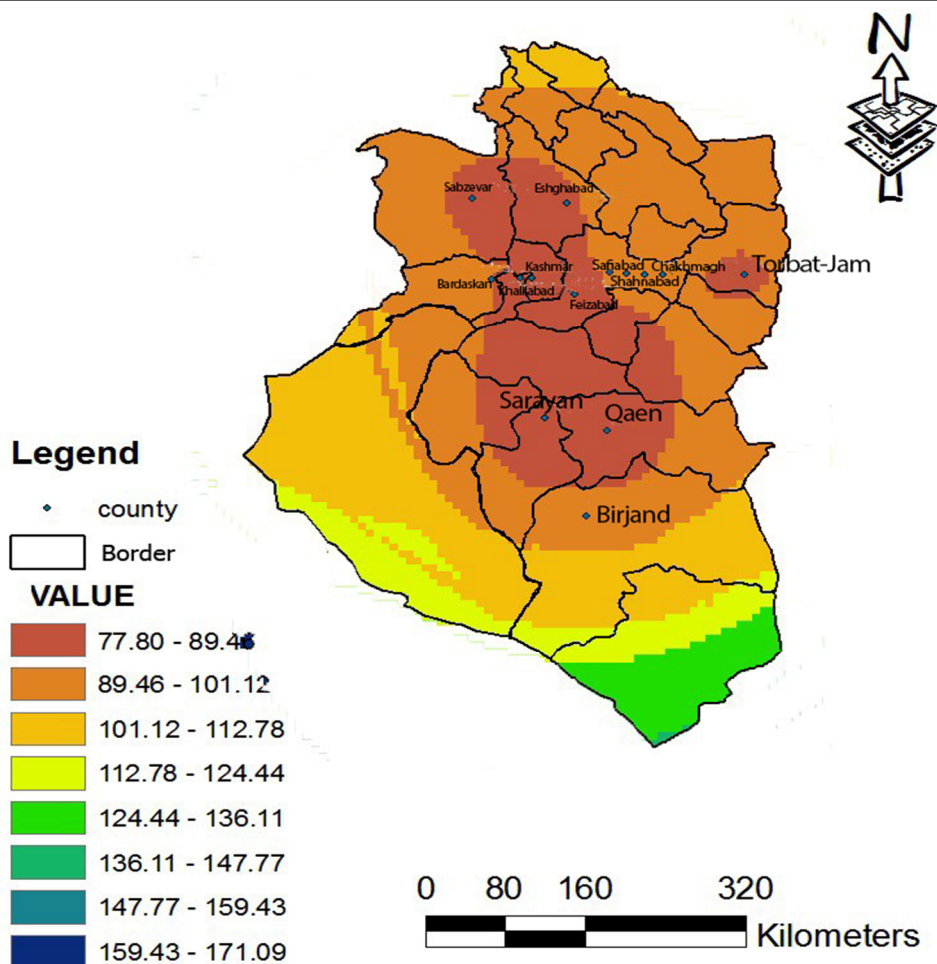 N
Sabzevar
Eshghabad
Kashmar
Safiabad
Chakhmagh
Torbat-Jam
Bardaskan
Khalilabad
Shahnabad
Feizabad
Sarayan
Qaen
Birjand
Legend
county
Border
VALUE
77.80 - 89.46
89.46 - 101.12
101.12 - 112.78
112.78 - 124.44
124.44 - 136.11
136.11 - 147.77
147.77 - 159.43
159.43 - 171.09
0 80 160 320
Kilometers